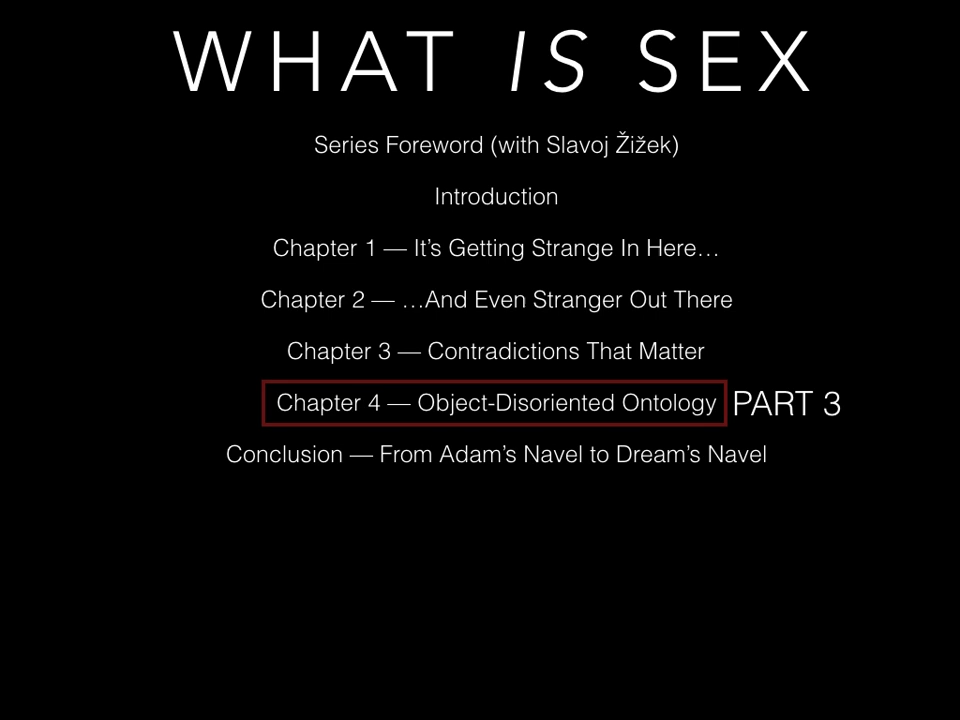 WHAT IS SEX
Series Foreword (with Slavoj Žižek)
Introduction
Chapter 1 — It’s Getting Strange In Here…
Chapter 2 — …And Even Stranger Out There
Chapter 3 — Contradictions That Matter
Chapter 4 — Object-Disoriented Ontology PART 3
Conclusion — From Adam’s Navel to Dream’s Navel